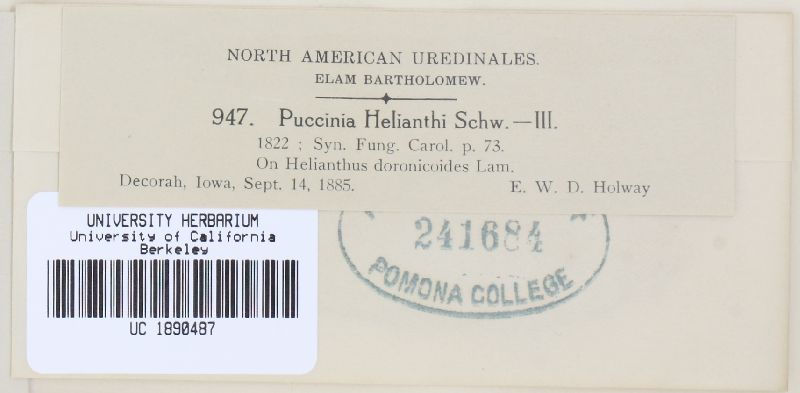 NORTH AMERICAN UREDINALES.
ELAM BARTHOLOMEW.
947. Puccinia Helianthi Schw.—III.
1822 ; Syn. Fung. Carol. p. 73.
On Helianthus doronicoides Lam.
Decorah, Iowa, Sept. 14, 1885. E. W. D. Holway
UNIVERSITY HERBARIUM
University of California
Berkeley
UC 1890487
241684
POMONA COLLEGE